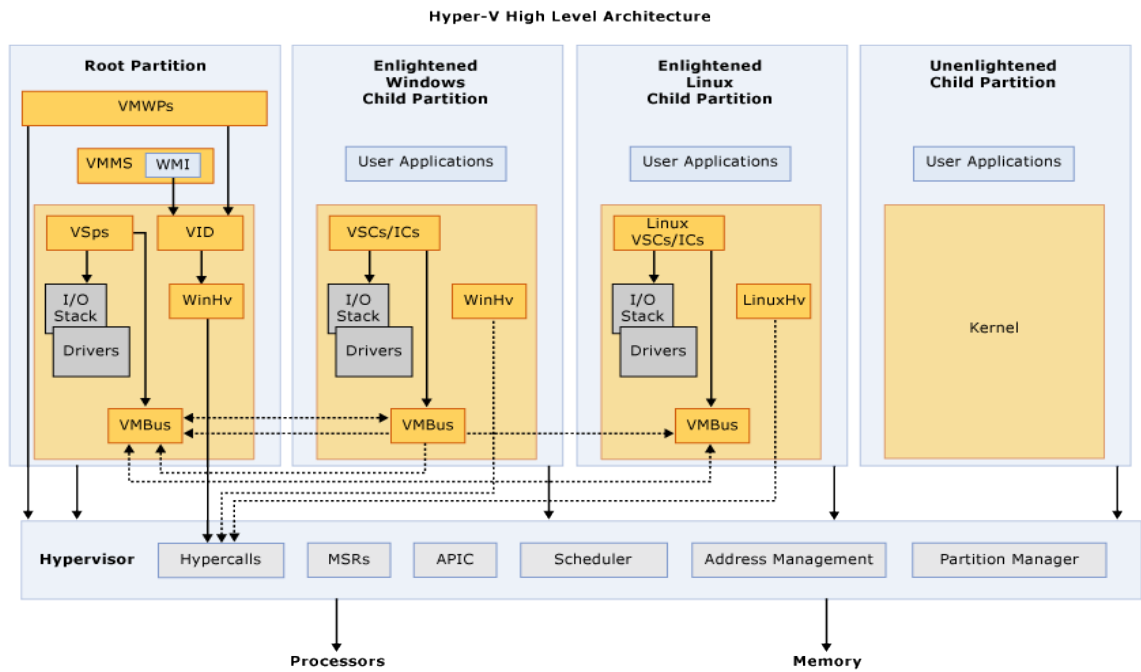 Hyper-V High Level Architecture
Root Partition
VMWPs
VMMS
WMI
VSps
VID
I/O
Stack
Drivers
WinHv
VMBus
Enlightened
Windows
Child Partition
User Applications
VSCs/ICs
I/O
Stack
Drivers
WinHv
VMBus
Enlightened
Linux
Child Partition
User Applications
Linux
VSCs/ICs
I/O
Stack
Drivers
LinuxHv
VMBus
Unenlightened
Child Partition
User Applications
Kernel
Hypervisor
Hypercalls
MSRs
APIC
Scheduler
Address Management
Partition Manager
Processors
Memory